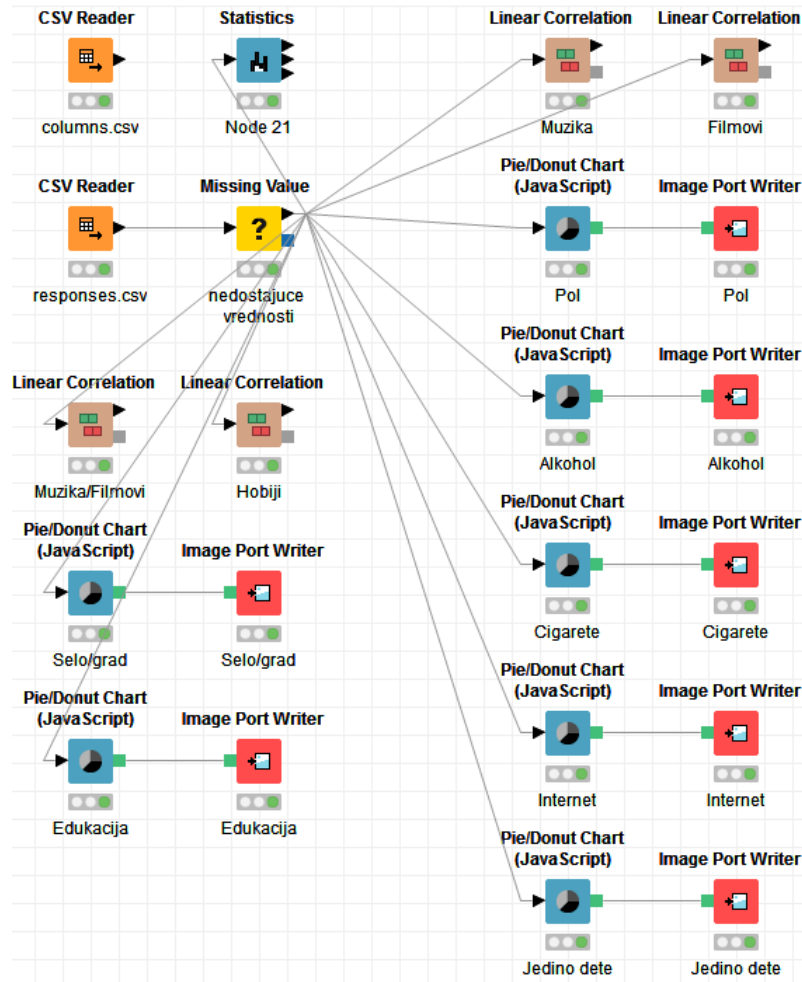 CSV Reader
Statistics
Linear Correlation
Linear Correlation
columns.csv
Node 21
Muzika
Filmovi
CSV Reader
Missing Value
Pie/Donut Chart
(JavaScript)
Image Port Writer
?
responses.csv
nedostajuce
vrednosti
Pol
Pol
Pie/Donut Chart
(JavaScript)
Image Port Writer
Alkohol
Alkohol
Linear Correlation
Linear Correlation
Muzika/Filmovi
Hobiji
Pie/Donut Chart
(JavaScript)
Image Port Writer
Cigarete
Cigarete
Pie/Donut Chart
(JavaScript)
Image Port Writer
Selo/grad
Selo/grad
Pie/Donut Chart
(JavaScript)
Image Port Writer
Internet
Internet
Pie/Donut Chart
(JavaScript)
Image Port Writer
Edukacija
Edukacija
Pie/Donut Chart
(JavaScript)
Image Port Writer
Jedino dete
Jedino dete